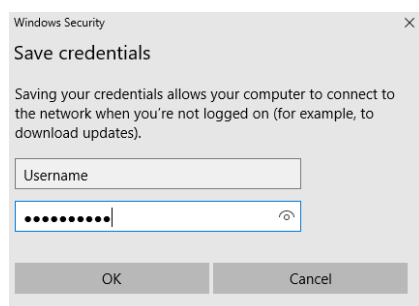 Windows Security
Save credentials
Saving your credentials allows your computer to connect to
the network when you're not logged on (for example, to
download updates).
Username
●●●●●●●●●●
OK
Cancel